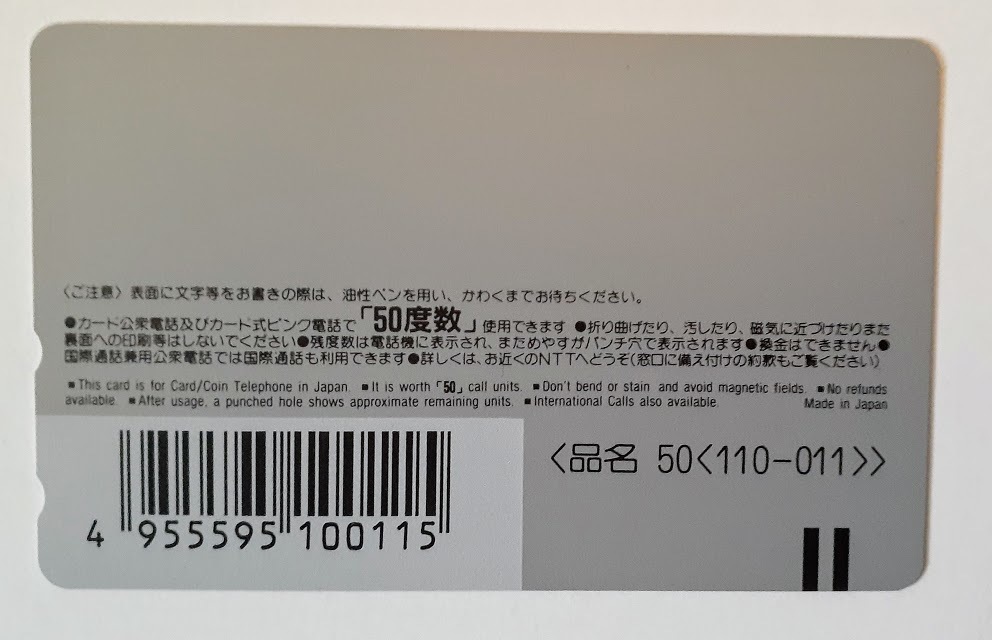 〈ご注意〉表面に文字等をお書きの際は、油性ペンを用い、かわくまでお待ちください。
●カード公衆電話及びカード式ピンク電話で「50度数」使用できます ●折り曲げたり、汚したり、磁気に近づけたりまた
裏面への印刷等はしないでください●残度数は電話機に表示され、まためやすがパンチ穴で表示されます●換金はできません●
国際通話兼用公衆電話では国際通話も利用できます●詳しくは、お近くのNTTへどうぞ(窓口に備え付けの約款もご覧ください)
■This card is for Card/Coin Telephone in Japan. ■It is worth「50」call units. ■Don't bend or stain and avoid magnetic fields. ■No refunds
available. ■After usage, a punched hole shows approximate remaining units. ■International Calls also available. Made in Japan
〈品名 50〈110-011〉〉
4 955595 100115